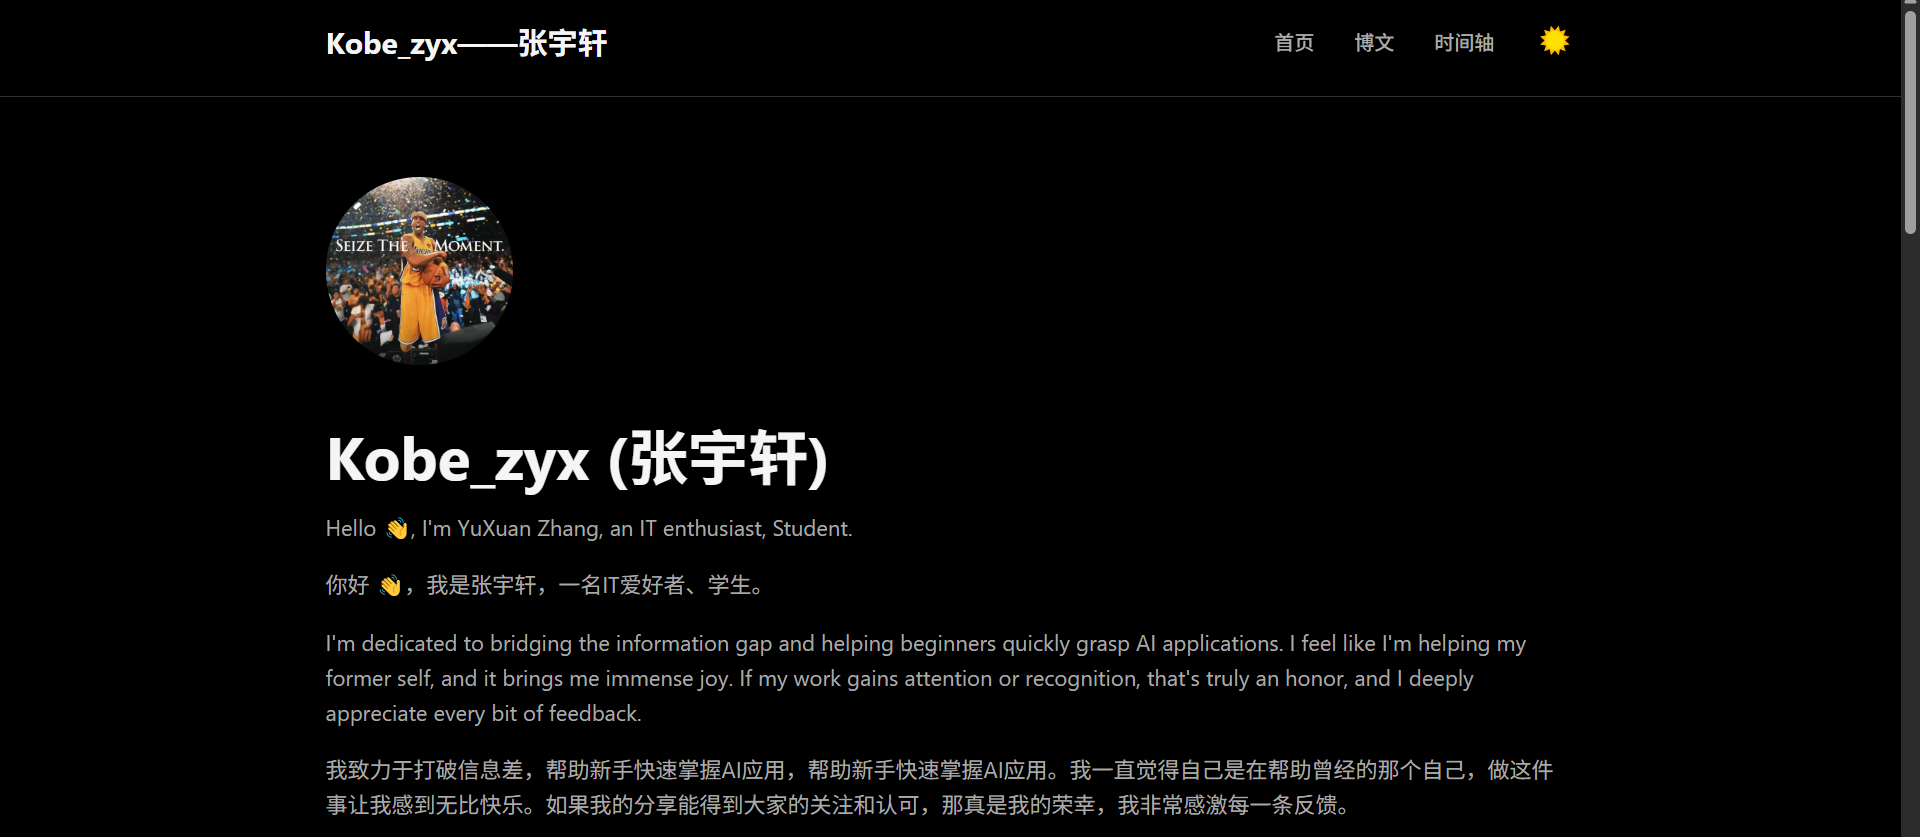 Kobe_zyx——张宇轩
首页 博文 时间轴
SEIZE THE MOMENT.
Kobe_zyx (张宇轩)
Hello 👋, I'm YuXuan Zhang, an IT enthusiast, Student.
你好 👋，我是张宇轩，一名IT爱好者、学生。
I'm dedicated to bridging the information gap and helping beginners quickly grasp AI applications. I feel like I'm helping my
former self, and it brings me immense joy. If my work gains attention or recognition, that's truly an honor, and I deeply
appreciate every bit of feedback.
我致力于打破信息差，帮助新手快速掌握AI应用，帮助新手快速掌握AI应用。我一直觉得自己是在帮助曾经的那个自己，做这件
事让我感到无比快乐。如果我的分享能得到大家的关注和认可，那真是我的荣幸，我非常感激每一条反馈。